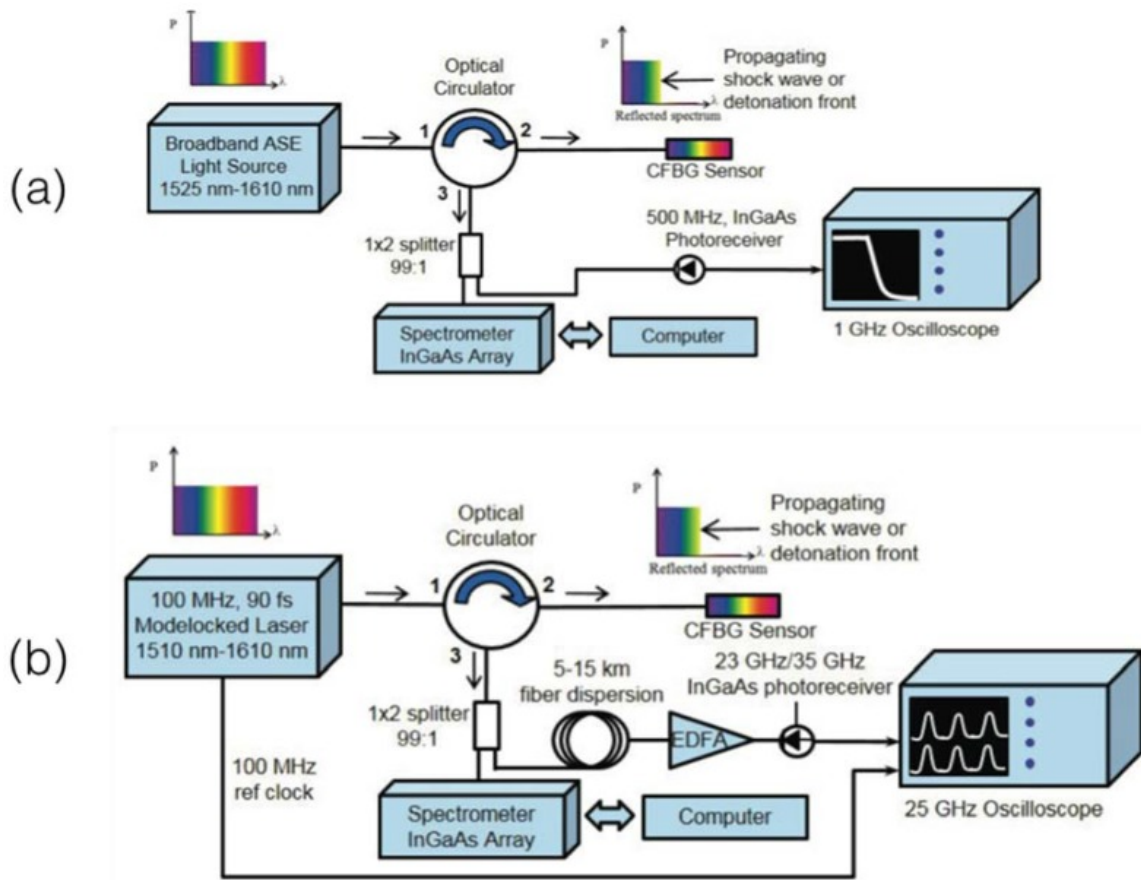 (a)
P
λ
Broadband ASE
Light Source
1525 nm-1610 nm
Optical
Circulator
1
2
3
P
λ
Reflected spectrum
Propagating
shock wave or
detonation front
CFBG Sensor
1x2 splitter
99:1
500 MHz, InGaAs
Photoreceiver
1 GHz Oscilloscope
Spectrometer
InGaAs Array
Computer
(b)
P
λ
100 MHz, 90 fs
Modelocked Laser
1510 nm-1610 nm
Optical
Circulator
1
2
3
P
λ
Reflected spectrum
Propagating
shock wave or
detonation front
CFBG Sensor
1x2 splitter
99:1
5-15 km
fiber dispersion
EDFA
23 GHz/35 GHz
InGaAs photoreceiver
25 GHz Oscilloscope
100 MHz
ref clock
Spectrometer
InGaAs Array
Computer